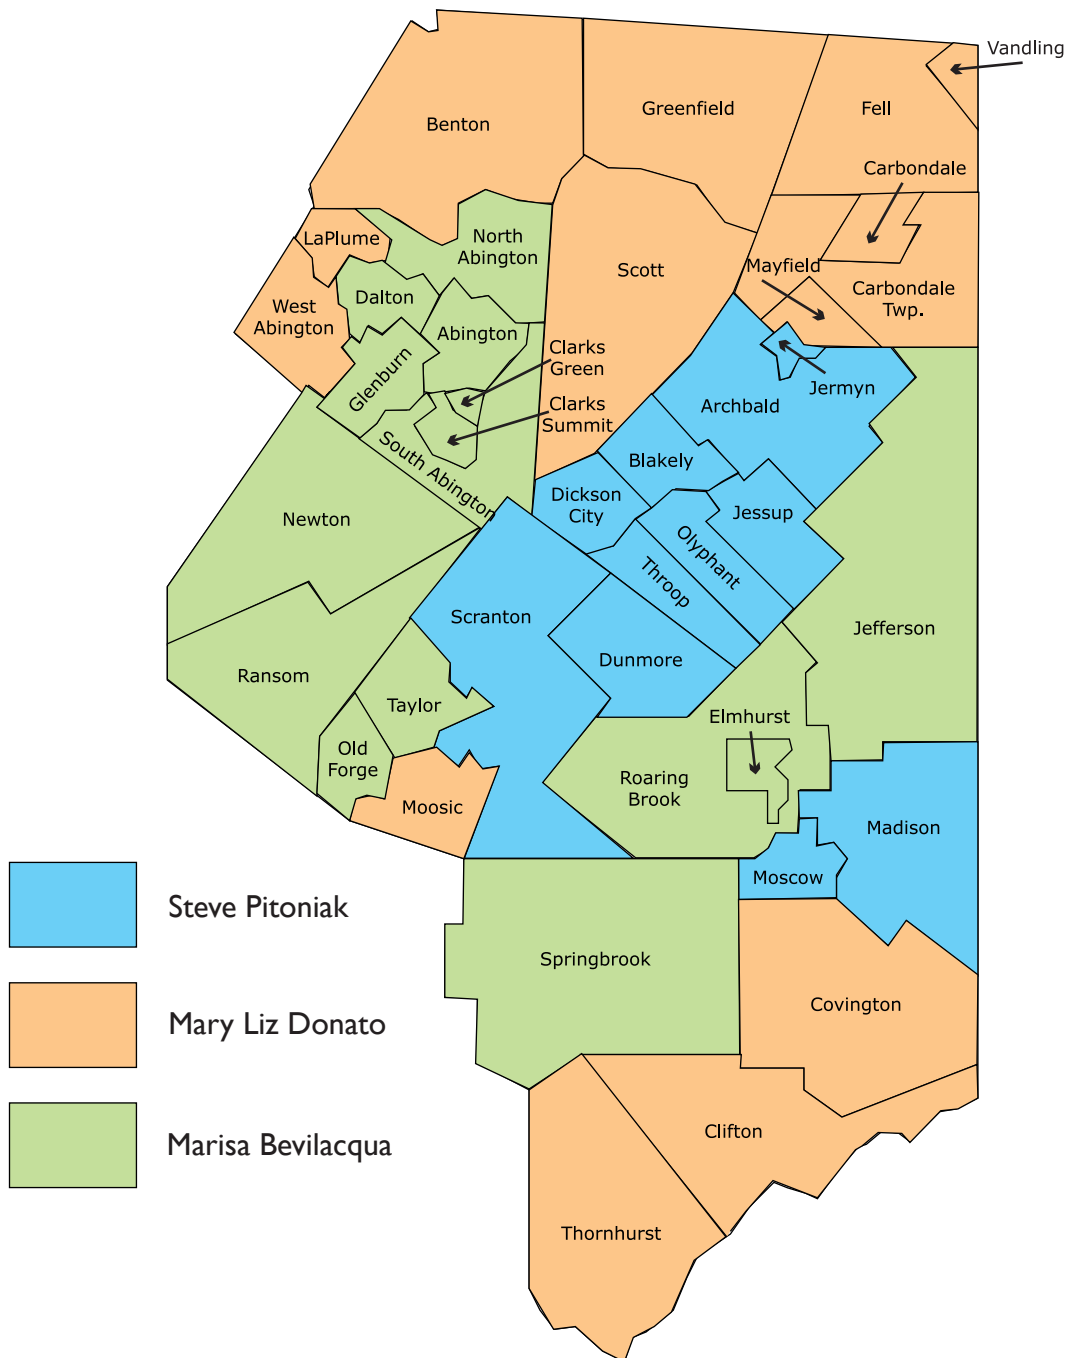 Vandling
Greenfield
Fell
Benton
Carbondale
North
Abington
LaPlume
Scott
Mayfield
Carbondale
Twp.
Dalton
West
Abington
Abington
Clarks
Green
Glenburn
Jermyn
Clarks
Summit
Archbald
South Abington
Blakely
Dickson
City
Newton
Jessup
Olyphant
Throop
Scranton
Jefferson
Dunmore
Ransom
Taylor
Elmhurst
Old
Forge
Roaring
Brook
Moosic
Madison
Moscow
Steve Pitoniak
Springbrook
Covington
Mary Liz Donato
Clifton
Marisa Bevilacqua
Thornhurst